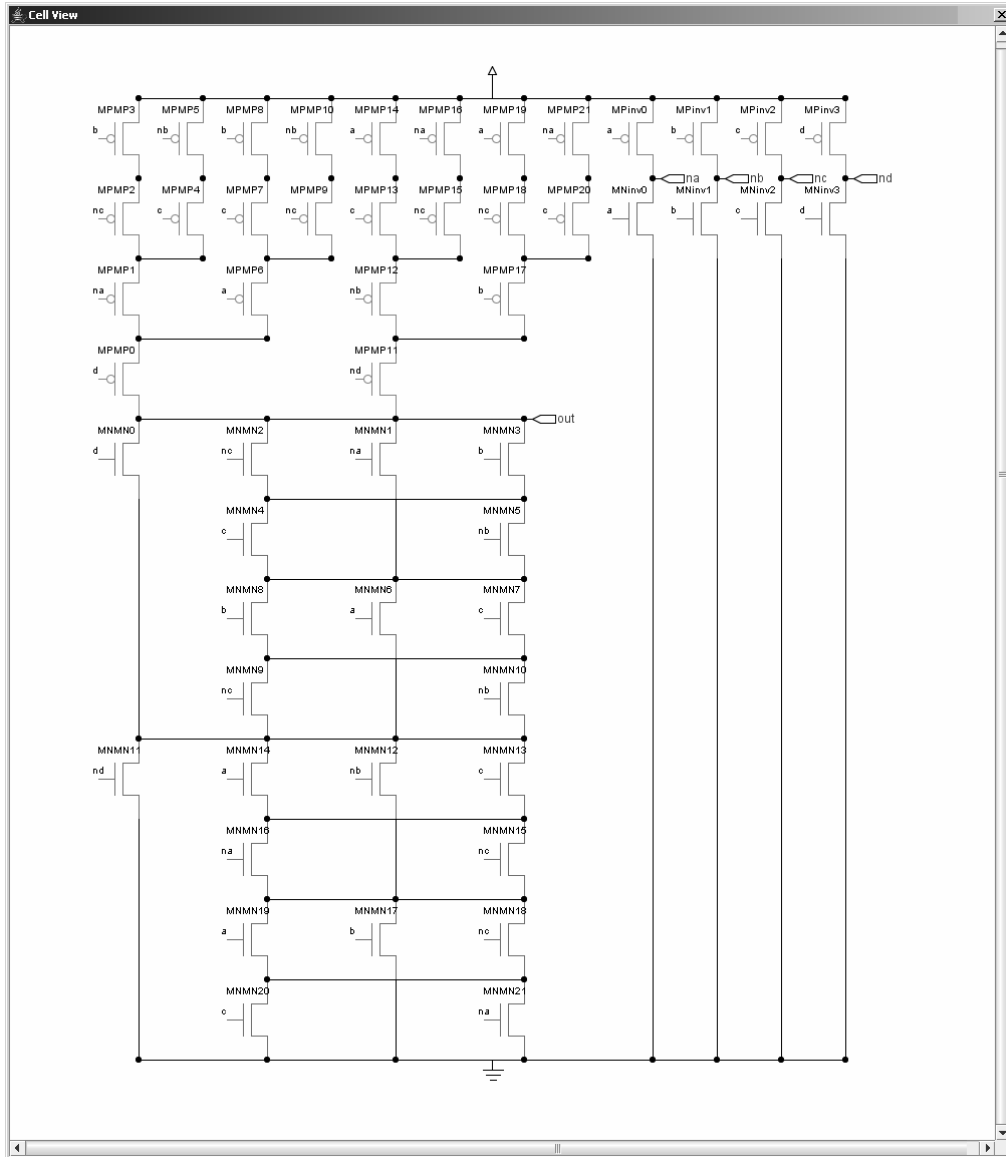 Cell View
MPMP3 MPMP5 MPMP8 MPMP10 MPMP14 MPMP16 MPMP19 MPMP21 MPinv0 MPinv1 MPinv2 MPinv3
b nb b nb a na a na a b c d
na nb nc nd
MPMP2 MPMP4 MPMP7 MPMP9 MPMP13 MPMP15 MPMP18 MPMP20 MNinv0 MNinv1 MNinv2 MNinv3
nc c c nc c nc nc c a b c d
MPMP1 MPMP6 MPMP12 MPMP17
na a nb b
MPMP0 MPMP11
d nd
out
MNMN0 MNMN2 MNMN1 MNMN3
d nc na b
MNMN4 MNMN5
c nb
MNMN8 MNMN6 MNMN7
b a c
MNMN9 MNMN10
nc nb
MNMN11 MNMN14 MNMN12 MNMN13
nd a nb c
MNMN16 MNMN15
na nc
MNMN19 MNMN17 MNMN18
a b nc
MNMN20 MNMN21
c na